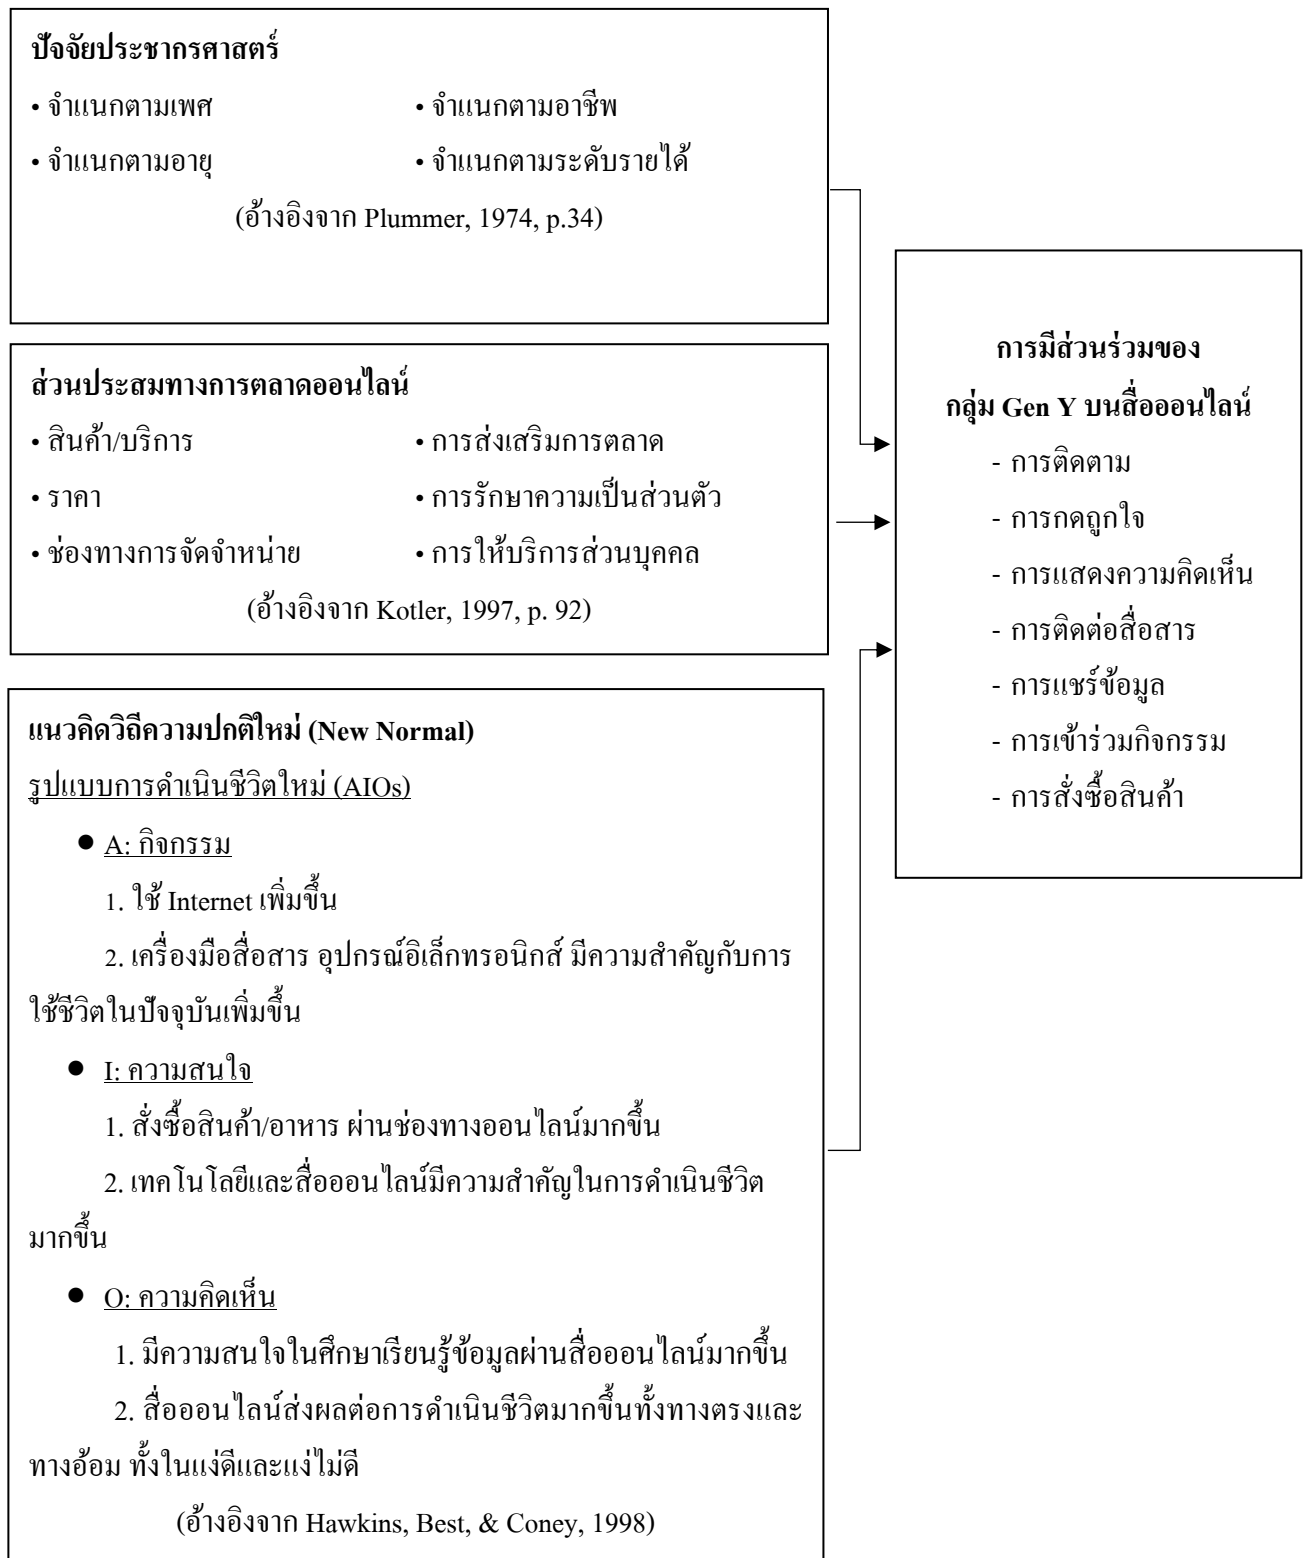 ปัจจัยประชากรศาสตร์
• จำแนกตามเพศ • จำแนกตามอาชีพ
• จำแนกตามอายุ • จำแนกตามระดับรายได้
(อ้างอิงจาก Plummer, 1974, p.34)
ส่วนประสมทางการตลาดออนไลน์
• สินค้า/บริการ • การส่งเสริมการตลาด
• ราคา • การรักษาความเป็นส่วนตัว
• ช่องทางการจัดจำหน่าย • การให้บริการส่วนบุคคล
(อ้างอิงจาก Kotler, 1997, p. 92)
แนวคิดวิถีความปกติใหม่ (New Normal)
รูปแบบการดำเนินชีวิตใหม่ (AIOs)
● A: กิจกรรม
1. ใช้ Internet เพิ่มขึ้น
2. เครื่องมือสื่อสาร อุปกรณ์อิเล็กทรอนิกส์ มีความสำคัญกับการ
ใช้ชีวิตในปัจจุบันเพิ่มขึ้น
● I: ความสนใจ
1. สั่งซื้อสินค้า/อาหาร ผ่านช่องทางออนไลน์มากขึ้น
2. เทคโนโลยีและสื่อออนไลน์มีความสำคัญในการดำเนินชีวิต
มากขึ้น
● O: ความคิดเห็น
1. มีความสนใจในศึกษาเรียนรู้ข้อมูลผ่านสื่อออนไลน์มากขึ้น
2. สื่อออนไลน์ส่งผลต่อการดำเนินชีวิตมากขึ้นทั้งทางตรงและ
ทางอ้อม ทั้งในแง่ดีและแง่ไม่ดี
(อ้างอิงจาก Hawkins, Best, & Coney, 1998)
การมีส่วนร่วมของ
กลุ่ม Gen Y บนสื่อออนไลน์
- การติดตาม
- การกดถูกใจ
- การแสดงความคิดเห็น
- การติดต่อสื่อสาร
- การแชร์ข้อมูล
- การเข้าร่วมกิจกรรม
- การสั่งซื้อสินค้า